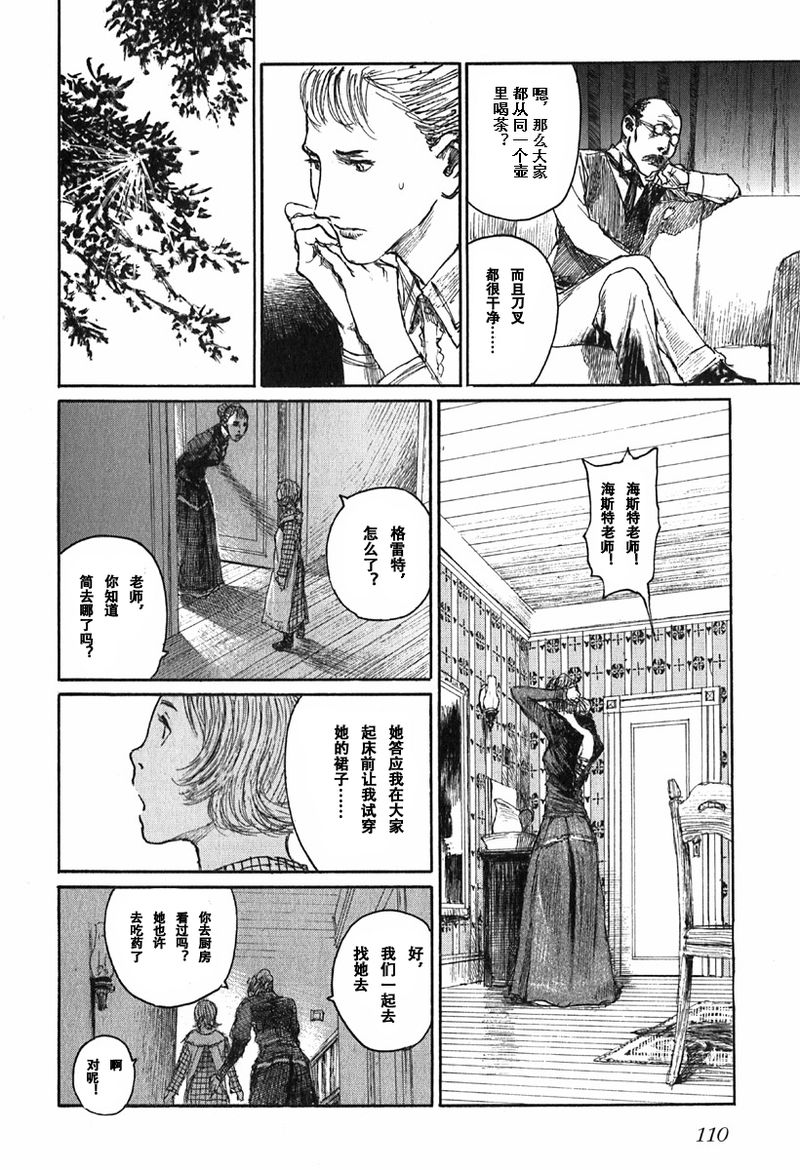 嗯，那么大家
都从同一个壶
里喝茶？
而且刀叉
都很干净……
海斯特老师！
海斯特老师！
格雷特，
怎么了？
老师，
你知道
简去哪了吗？
她答应我在大家
起床前让我试穿
她的裙子……
好，
我们一起去
找她去
你去厨房
看过吗？
她也许
去吃药了
啊
对呢！
110